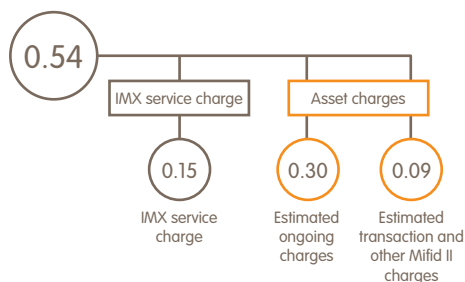 0.54
IMX service charge
Asset charges
0.15
0.30
0.09
IMX service
charge
Estimated
ongoing
charges
Estimated
transaction and
other Mifid II
charges